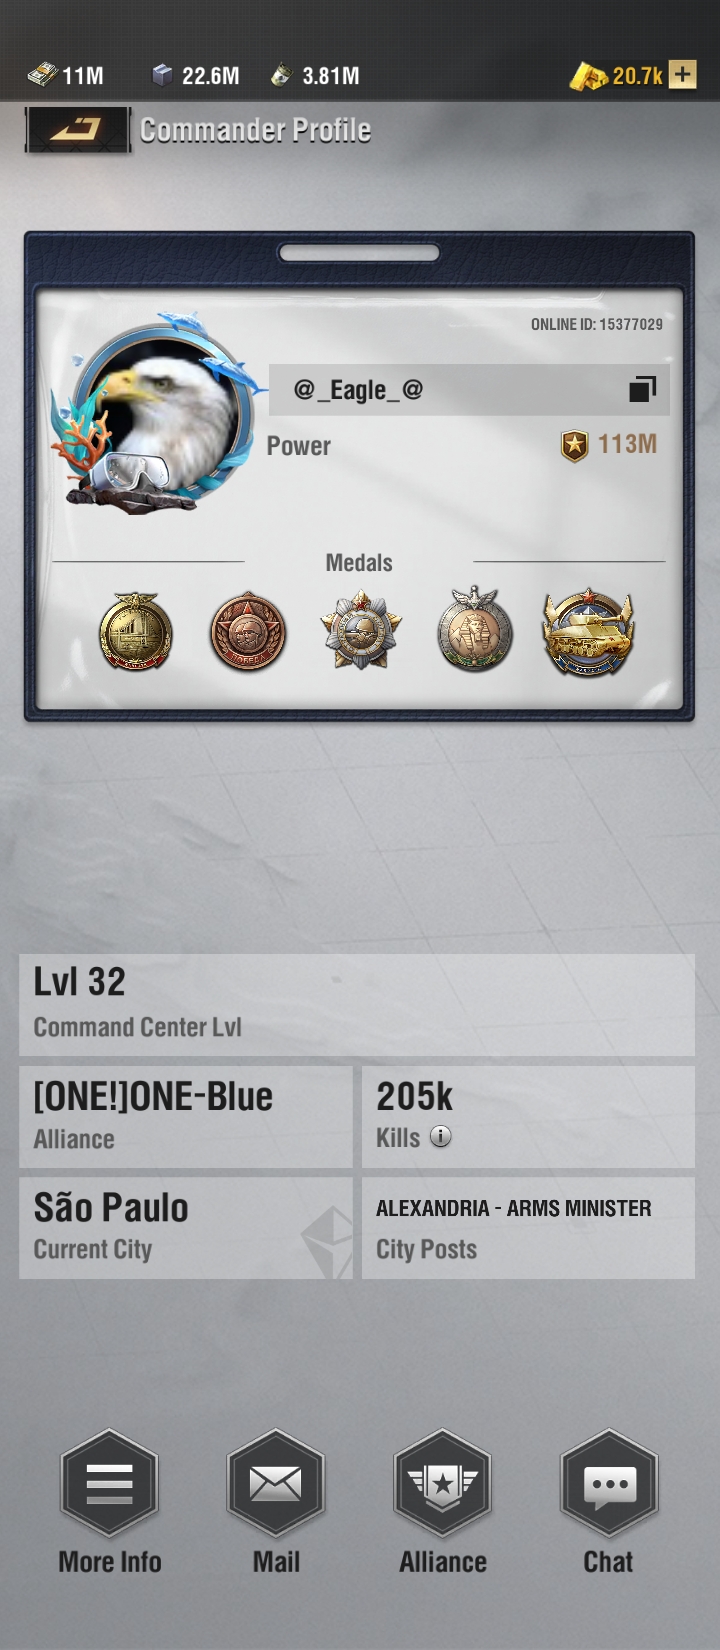 11M 22.6M 3.81M 20.7k +
Commander Profile
ONLINE ID: 15377029
@_Eagle_@
Power 113M
Medals
ПОБЕДА
Lvl 32
Command Center Lvl
[ONE!]ONE-Blue 205k
Alliance Kills
São Paulo ALEXANDRIA - ARMS MINISTER
Current City City Posts
More Info Mail Alliance Chat